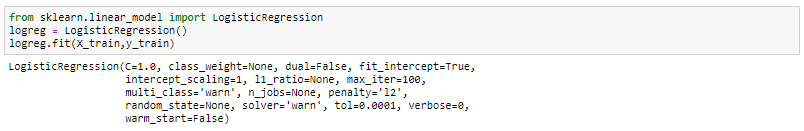 from sklearn.linear_model import LogisticRegression
logreg = LogisticRegression()
logreg.fit(X_train,y_train)
LogisticRegression(C=1.0, class_weight=None, dual=False, fit_intercept=True,
intercept_scaling=1, l1_ratio=None, max_iter=100,
multi_class='warn', n_jobs=None, penalty='l2',
random_state=None, solver='warn', tol=0.0001, verbose=0,
warm_start=False)